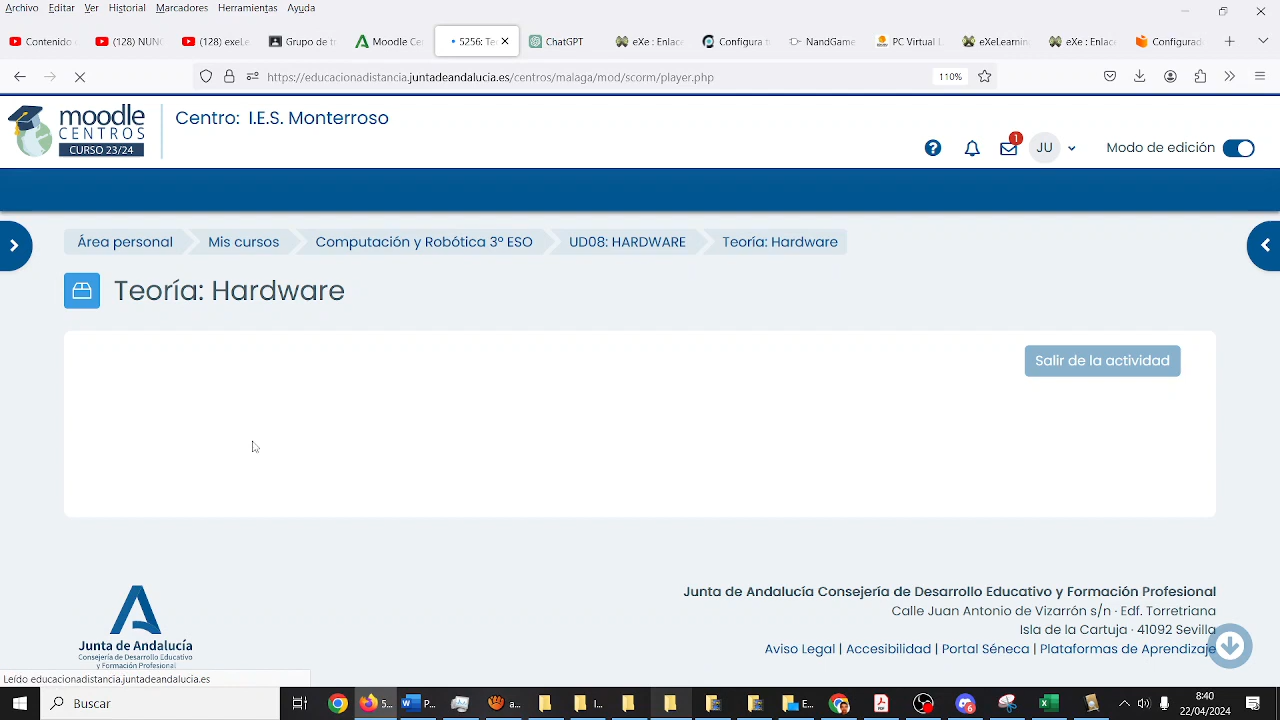 Archivo Editar Ver Historial Marcadores Herramientas Ayuda
Contenido
(128) NUNC
(128) exeLe
Grupo de tr
Moodle Ce
5256: Te
ChatGPT
eXe : Enlac
Configura t
NandGame
PC Virtual L
eXeLearnin
eXe : Enlac
Configurad
https://educacionadistancia.juntadeandalucia.es/centros/malaga/mod/scorm/player.php
110%
moodle
CENTROS
CURSO 23/24
Centro: I.E.S. Monterroso
1
JU
Modo de edición
Área personal
Mis cursos
Computación y Robótica 3º ESO
UD08: HARDWARE
Teoría: Hardware
Teoría: Hardware
Salir de la actividad
Junta de Andalucía
Consejería de Desarrollo Educativo
y Formación Profesional
Junta de Andalucía Consejería de Desarrollo Educativo y Formación Profesional
Calle Juan Antonio de Vizarrón s/n · Edf. Torretriana
Isla de la Cartuja · 41092 Sevilla
Aviso Legal | Accesibilidad | Portal Séneca | Plataformas de Aprendizaje
Leído educacionadistancia.juntadeandalucia.es
Buscar
8:40
22/04/2024